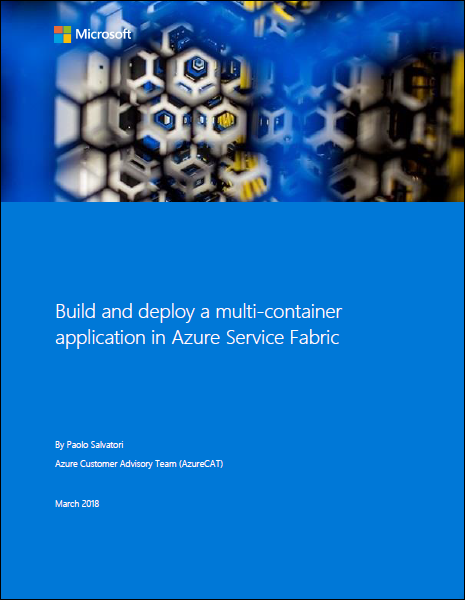 Microsoft
Build and deploy a multi-container
application in Azure Service Fabric
By Paolo Salvatori
Azure Customer Advisory Team (AzureCAT)
March 2018